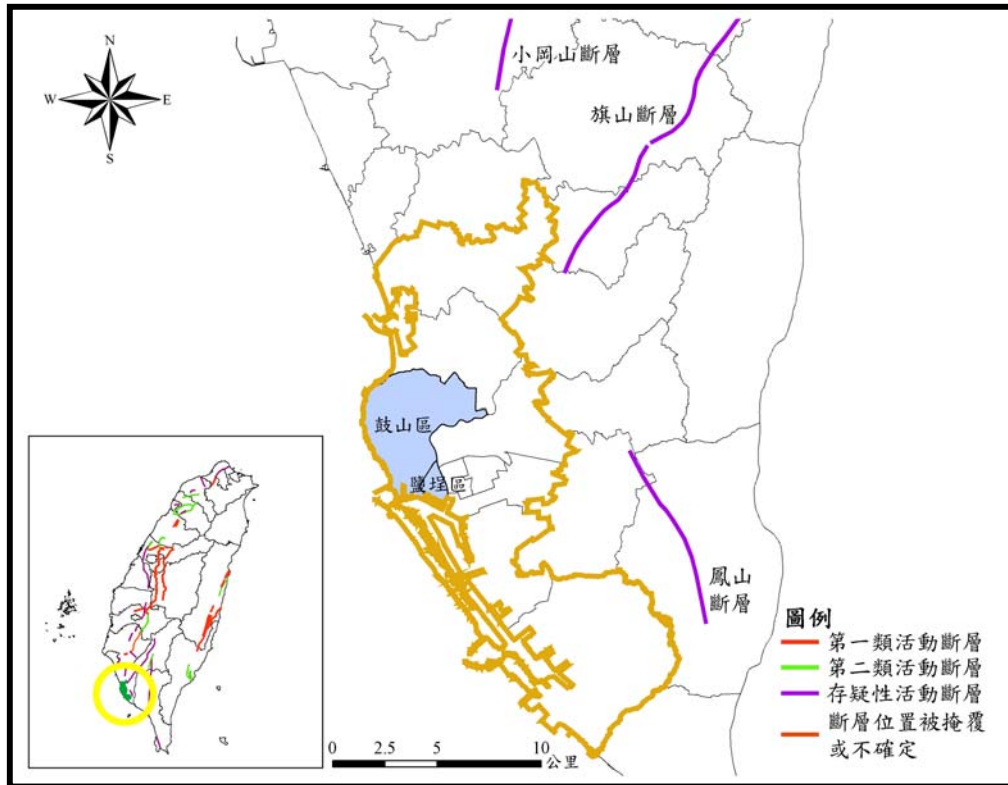 N
W
E
S
小岡山斷層
旗山斷層
鼓山區
鹽埕區
鳳山
斷層
圖例
第一類活動斷層
第二類活動斷層
存疑性活動斷層
斷層位置被掩覆
或不確定
0 2.5 5 10
公里